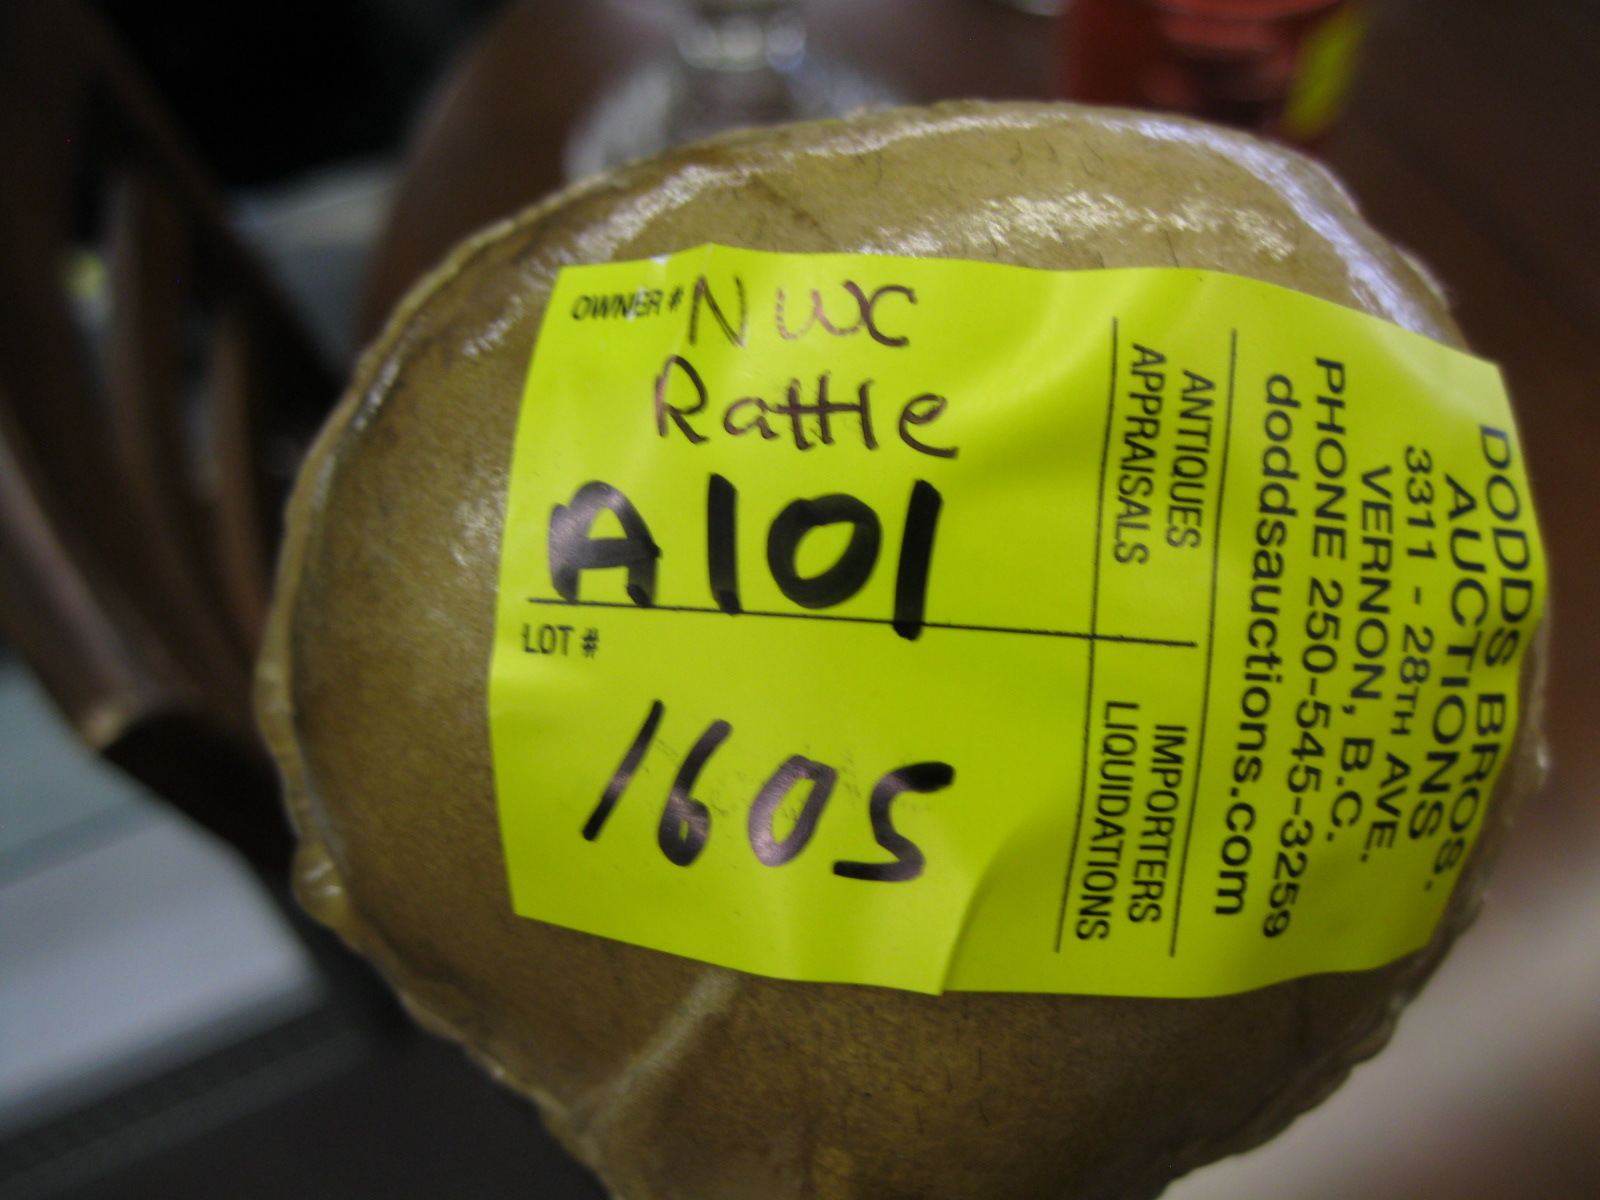 OWNER # NWC
Rattle
A101
LOT #
1605
ANTIQUES
APPRAISALS
IMPORTERS
LIQUIDATIONS
DODDS BROS.
AUCTIONS
3311 - 28TH AVE.
VERNON, B.C.
PHONE 250-545-3259
doddsauctions.com